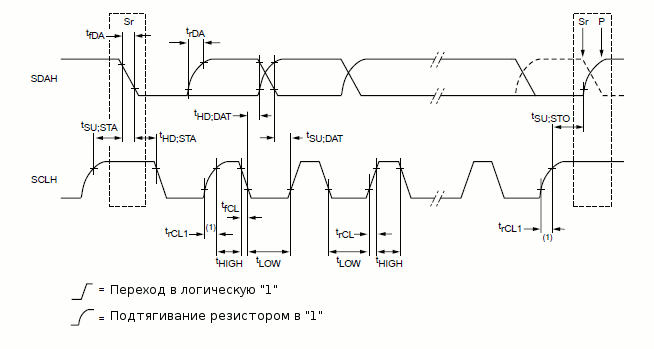 Sr
Sr P
tfDA
trDA
SDAH
tHD;DAT
tSU;STO
tSU;STA
tHD;STA
tSU;DAT
SCLH
tfCL
trCL1
(1)
trCL
trCL1
(1)
tHIGH
tLOW
tLOW
tHIGH
= Переход в логическую "1"
= Подтягивание резистором в "1"